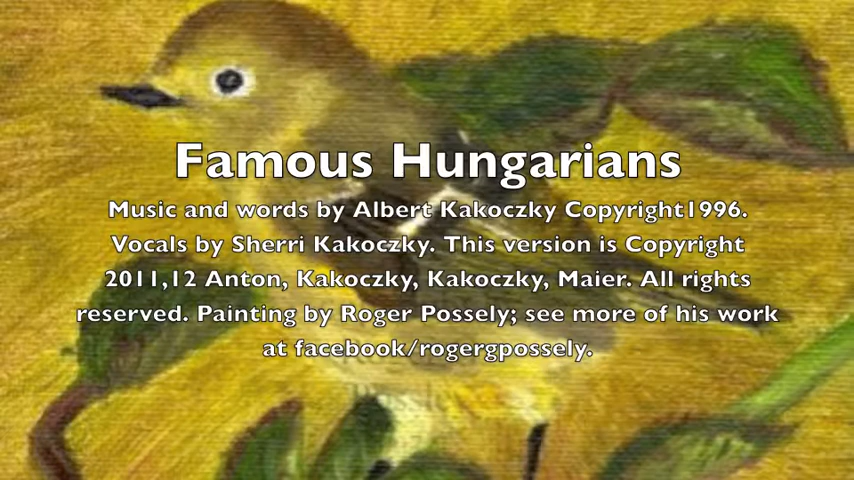 Famous Hungarians
Music and words by Albert Kakoczky Copyright1996.
Vocals by Sherri Kakoczky. This version is Copyright
2011,12 Anton, Kakoczky, Kakoczky, Maier. All rights
reserved. Painting by Roger Possely; see more of his work
at facebook/rogergpossely.